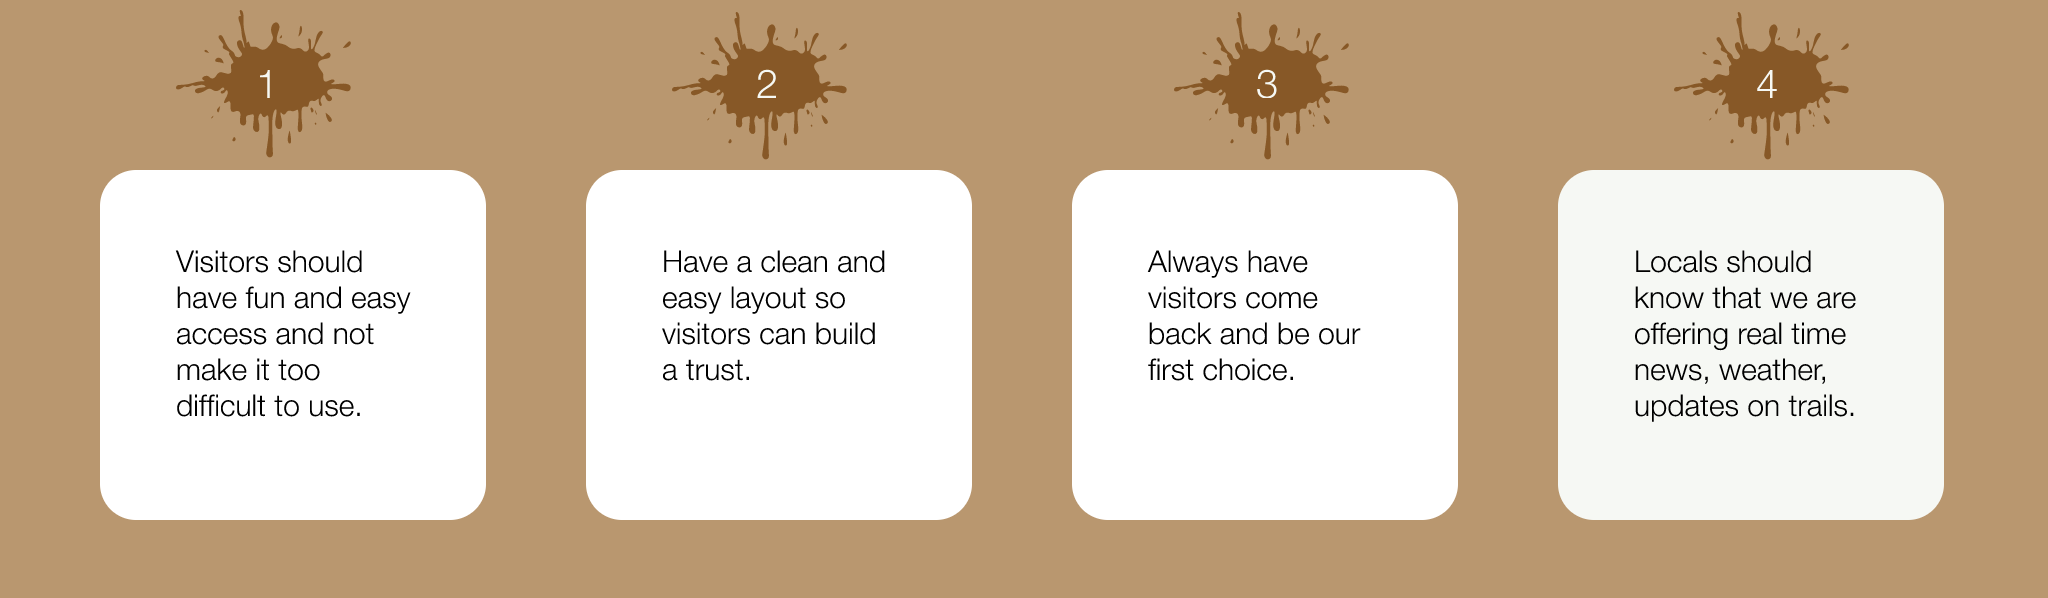 1
Visitors should
have fun and easy
access and not
make it too
difficult to use.
2
Have a clean and
easy layout so
visitors can build
a trust.
3
Always have
visitors come
back and be our
first choice.
4
Locals should
know that we are
offering real time
news, weather,
updates on trails.